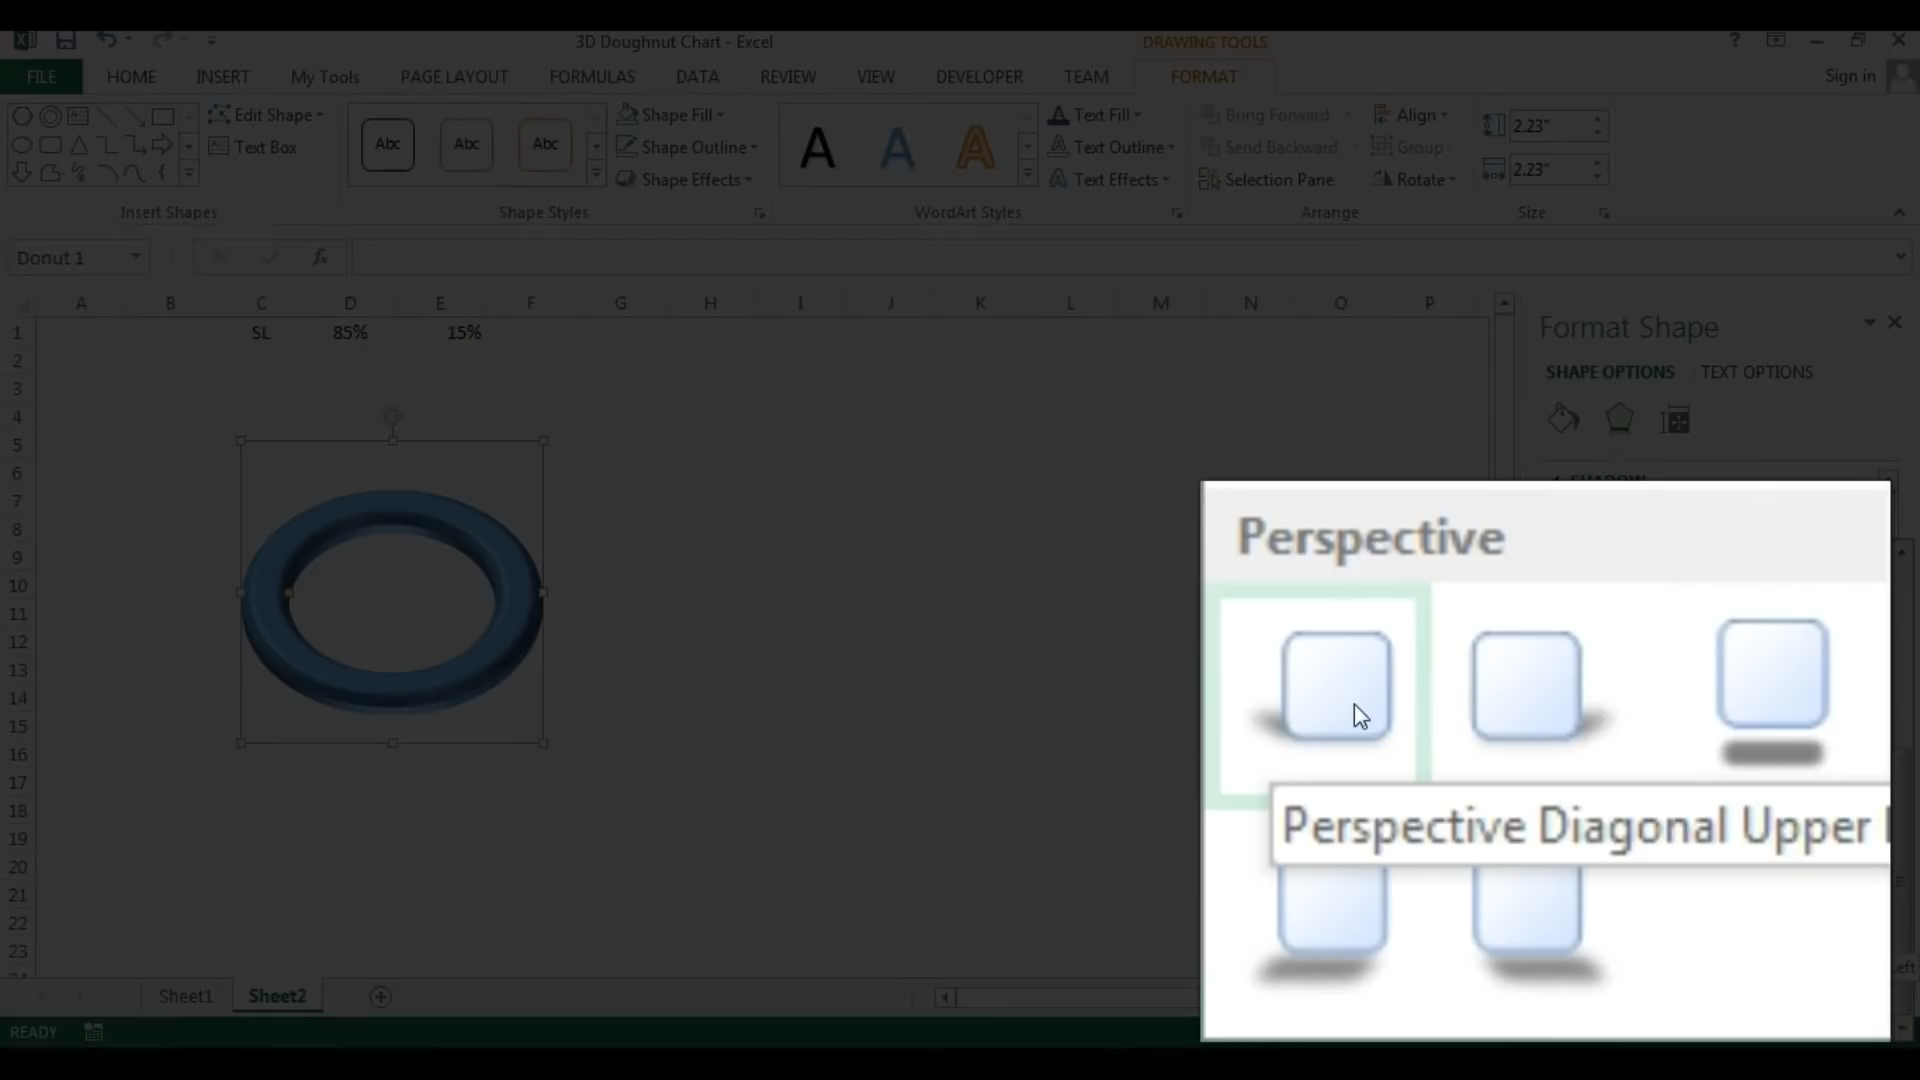 3D Doughnut Chart - Excel
DRAWING TOOLS
?
FILE
HOME
INSERT
My Tools
PAGE LAYOUT
FORMULAS
DATA
REVIEW
VIEW
DEVELOPER
TEAM
FORMAT
Sign in
Edit Shape
Text Box
Insert Shapes
Abc
Abc
Abc
Shape Fill
Shape Outline
Shape Effects
Shape Styles
A
A
A
Text Fill
Text Outline
Text Effects
WordArt Styles
Bring Forward
Send Backward
Selection Pane
Align
Group
Rotate
Arrange
2.23"
2.23"
Size
Donut 1
fx
A B C D E F G H I J K L M N O P
1 SL 85% 15%
2
3
4
5
6
7
8
9
10
11
12
13
14
15
16
17
18
19
20
21
22
23
Format Shape
SHAPE OPTIONS
TEXT OPTIONS
SHADOW
Perspective
Perspective Diagonal Upper
eft
Sheet1
Sheet2
READY